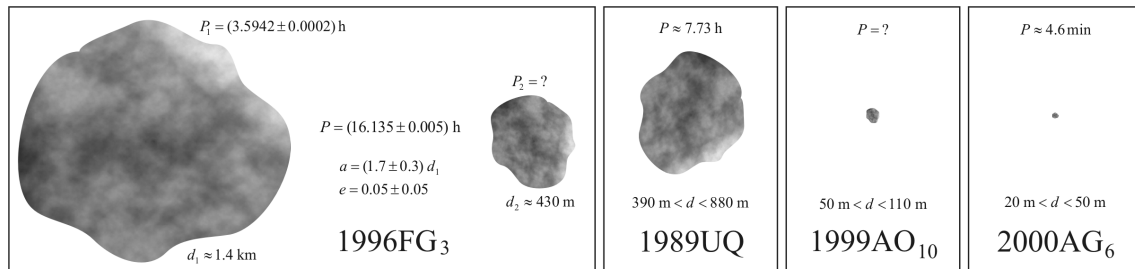 P₁ = (3.5942 ± 0.0002) h
P₂ = ?
P = (16.135 ± 0.005) h
a = (1.7 ± 0.3) d₁
e = 0.05 ± 0.05
d₂ ≈ 430 m
d₁ ≈ 1.4 km
1996FG₃
P ≈ 7.73 h
390 m < d < 880 m
1989UQ
P = ?
50 m < d < 110 m
1999AO₁₀
P ≈ 4.6 min
20 m < d < 50 m
2000AG₆